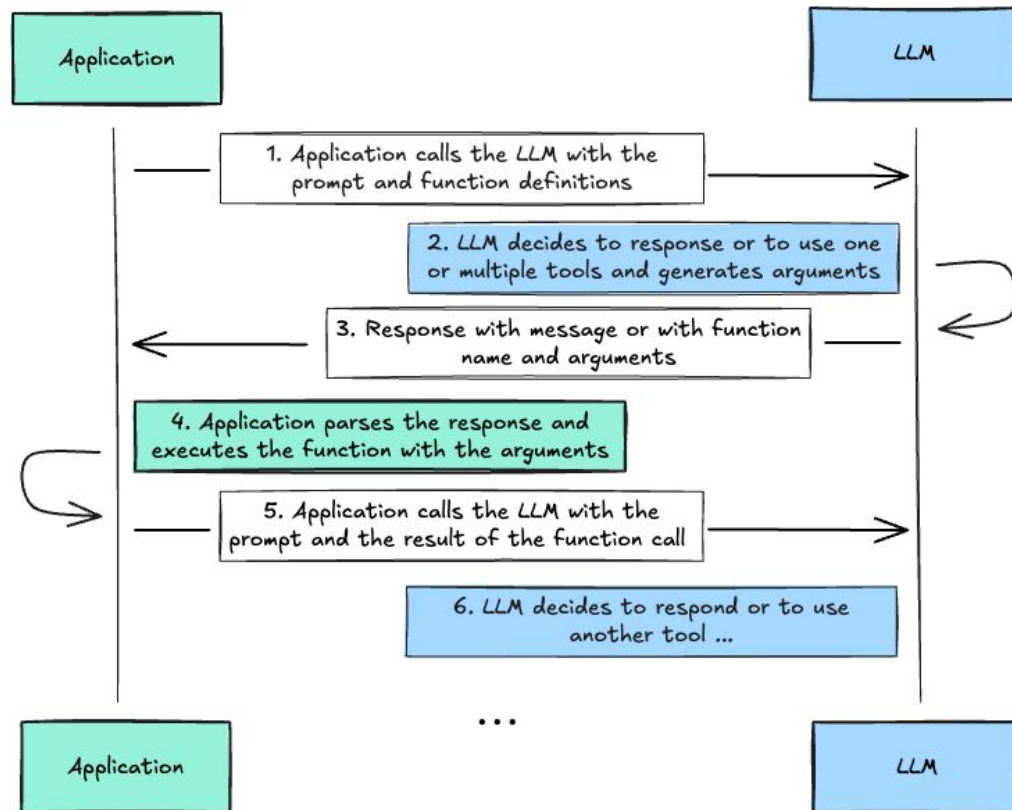 Application
LLM
1. Application calls the LLM with the
prompt and function definitions
2. LLM decides to response or to use one
or multiple tools and generates arguments
3. Response with message or with function
name and arguments
4. Application parses the response and
executes the function with the arguments
5. Application calls the LLM with the
prompt and the result of the function call
6. LLM decides to respond or to use
another tool ...
...
Application
LLM